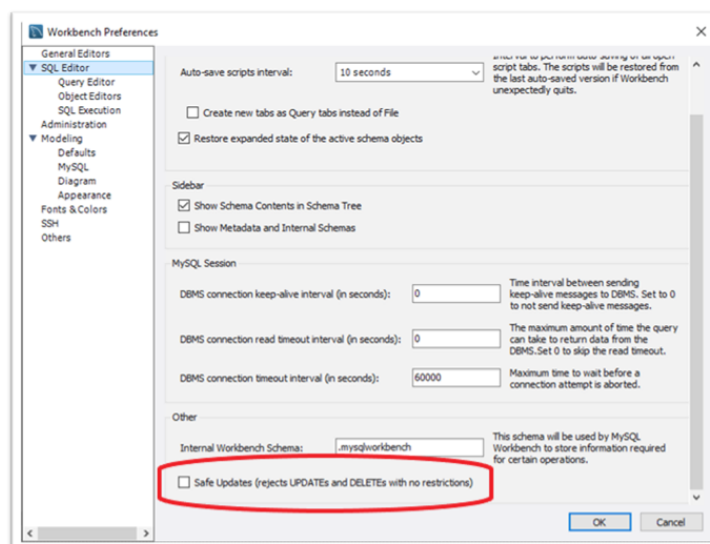 Workbench Preferences
General Editors
SQL Editor
Query Editor
Object Editors
SQL Execution
Administration
Modeling
Defaults
MySQL
Diagram
Appearance
Fonts & Colors
SSH
Others
Auto-save scripts interval:
10 seconds
interval to perform auto-saving of all open
script tabs. The scripts will be restored from
the last auto-saved version if Workbench
unexpectedly quits.
Create new tabs as Query tabs instead of File
Restore expanded state of the active schema objects
Sidebar
Show Schema Contents in Schema Tree
Show Metadata and Internal Schemas
MySQL Session
DBMS connection keep-alive interval (in seconds):
0
Time interval between sending
keep-alive messages to DBMS. Set to 0
to not send keep-alive messages.
DBMS connection read timeout interval (in seconds):
0
The maximum amount of time the query
can take to return data from the
DBMS.Set 0 to skip the read timeout.
DBMS connection timeout interval (in seconds):
60000
Maximum time to wait before a
connection attempt is aborted.
Other
Internal Workbench Schema:
.mysqlworkbench
This schema will be used by MySQL
Workbench to store information required
for certain operations.
Safe Updates (rejects UPDATEs and DELETEs with no restrictions)
OK
Cancel